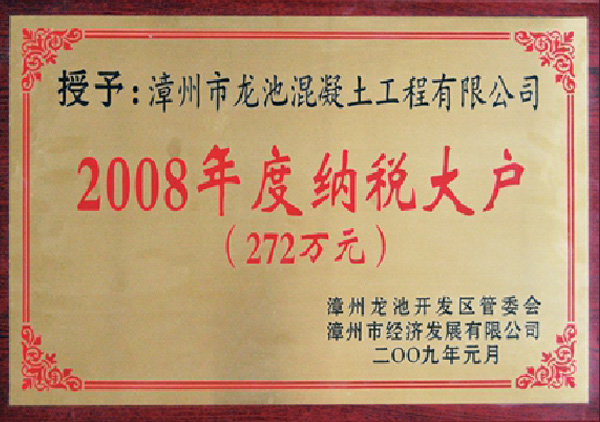 授予：漳州市龙池混凝土工程有限公司
2008年度纳税大户
（272万元）
漳州龙池开发区管委会
漳州市经济发展有限公司
二〇〇九年元月